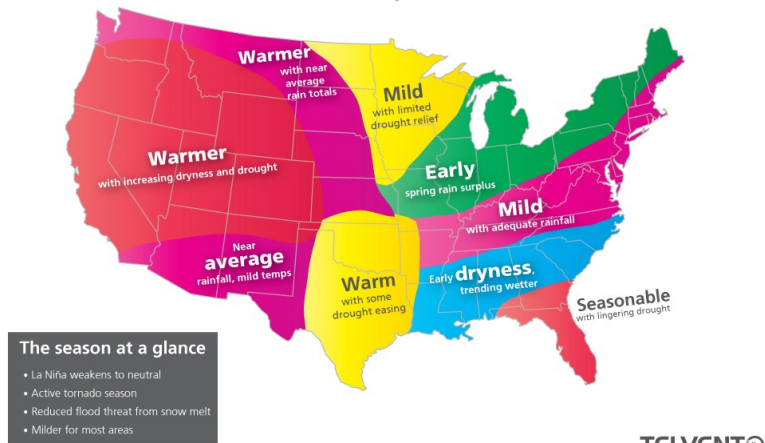 Warmer
with near
average
rain totals
Mild
with limited
drought relief
Warmer
with increasing dryness and drought
Early
spring rain surplus
Mild
with adequate rainfall
Near
average
rainfall, mild temps
Warm
with some
drought easing
Early dryness,
trending wetter
Seasonable
with lingering drought
The season at a glance
• La Niña weakens to neutral
• Active tornado season
• Reduced flood threat from snow melt
• Milder for most areas